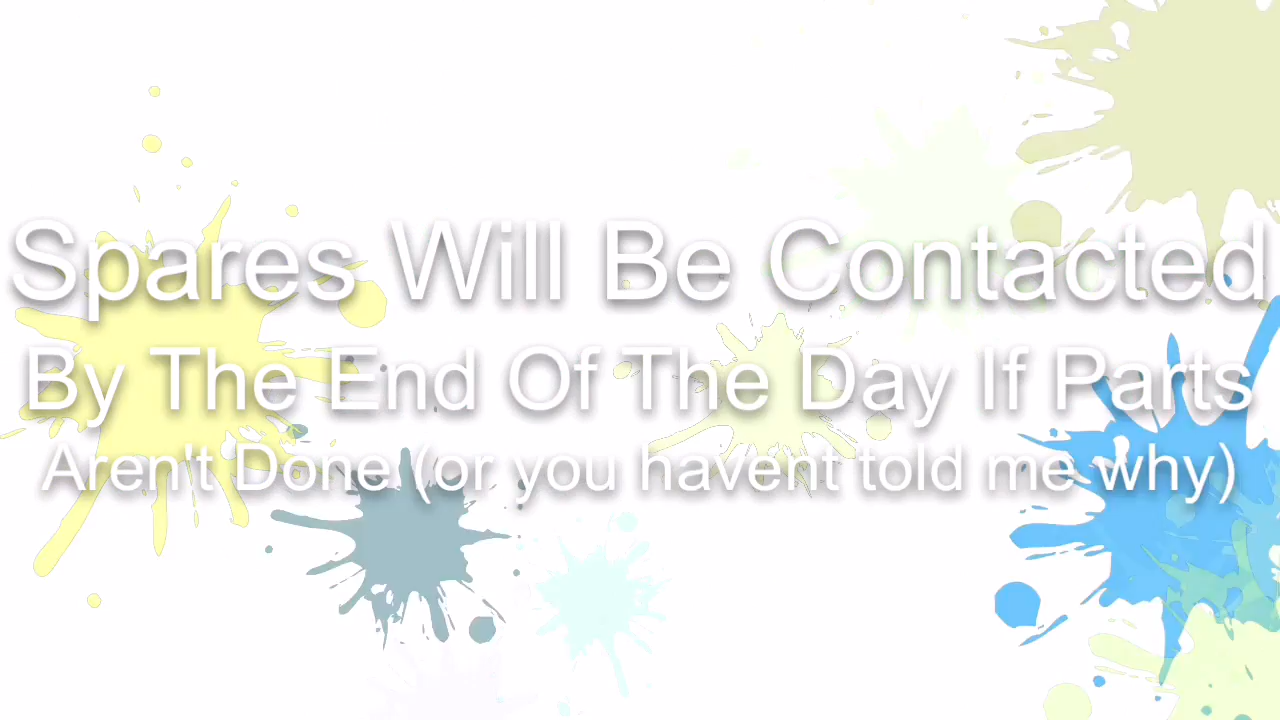 Spares Will Be Contacted
By The End Of The Day If Parts
Aren't Done (or you havent told me why)